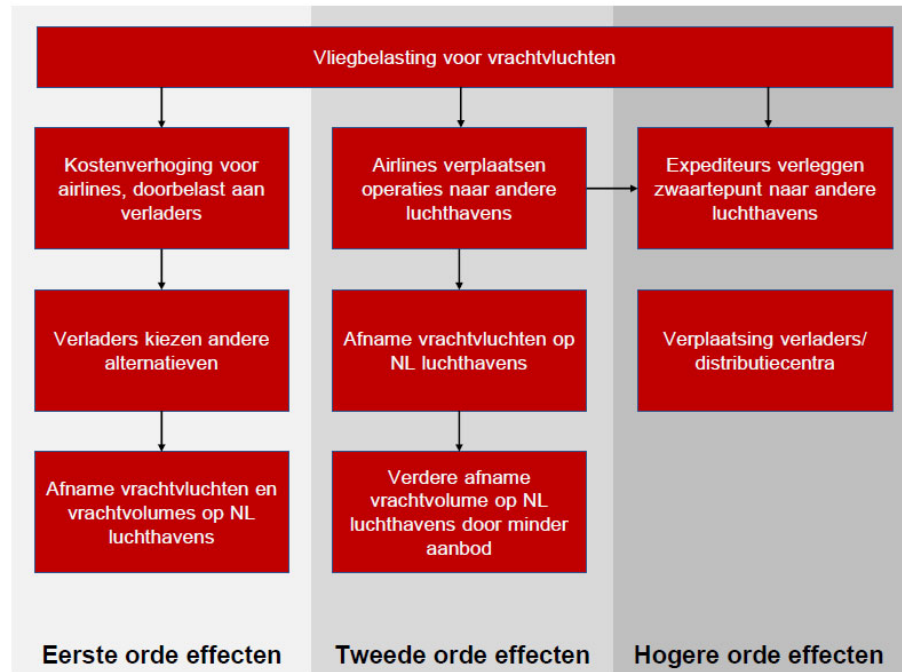 Vliegbelasting voor vrachtvluchten
Kostenverhoging voor
airlines, doorbelast aan
verladers
Airlines verplaatsen
operaties naar andere
luchthavens
Expediteurs verleggen
zwaartepunt naar andere
luchthavens
Verladers kiezen andere
alternatieven
Afname vrachtvluchten op
NL luchthavens
Verplaatsing verladers/
distributiecentra
Afname vrachtvluchten en
vrachtvolumes op NL
luchthavens
Verdere afname
vrachtvolume op NL
luchthavens door minder
aanbod
Eerste orde effecten
Tweede orde effecten
Hogere orde effecten